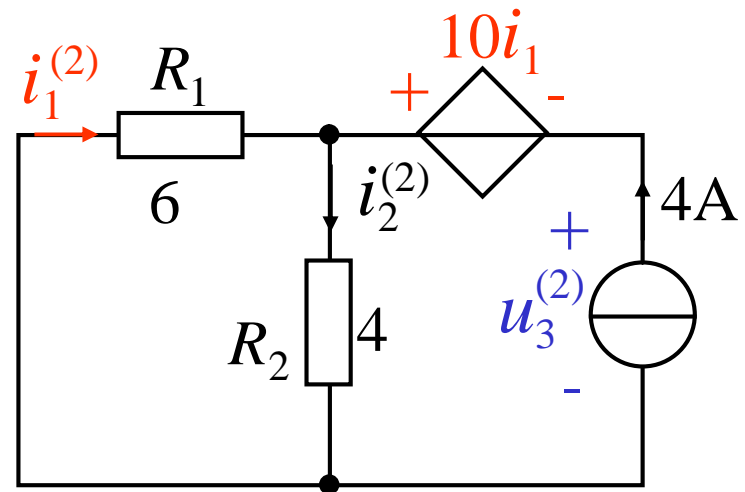 10i₁
i₁⁽²⁾
R₁
+
-
6
i₂⁽²⁾
4A
+
u₃⁽²⁾
R₂
4
-